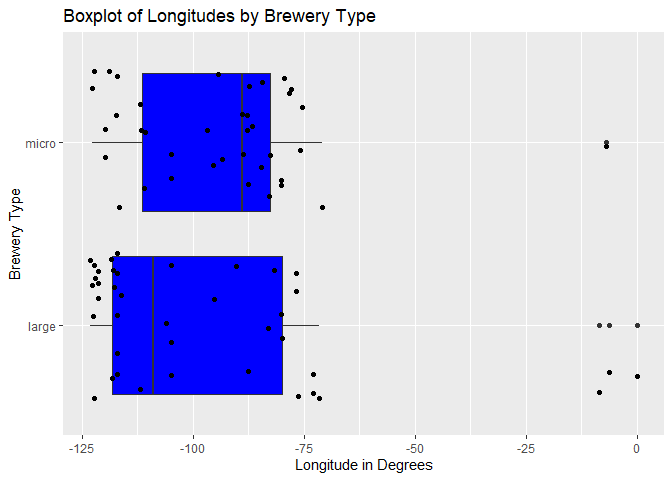 Boxplot of Longitudes by Brewery Type
Brewery Type
micro
large
-125
-100
-75
-50
-25
0
Longitude in Degrees